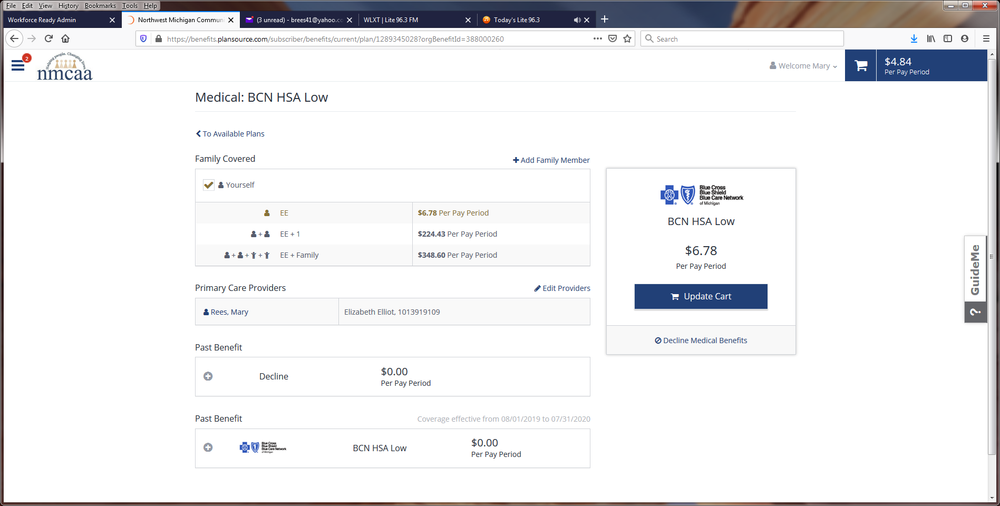 File Edit View History Bookmarks Tools Help
Workforce Ready Admin
Northwest Michigan Communi
(3 unread) - brees41@yahoo.co
WLXT | Lite 96.3 FM
Today's Lite 96.3
https://benefits.plansource.com/subscriber/benefits/current/plan/1289345028?orgBenefitId=388000260
Search
2
Helping people. Changing lives.
nmcaa
Welcome Mary
$4.84
Per Pay Period
Medical: BCN HSA Low
To Available Plans
Family Covered
+ Add Family Member
Yourself
EE $6.78 Per Pay Period
+ EE + 1 $224.43 Per Pay Period
+ + + EE + Family $348.60 Per Pay Period
Primary Care Providers
Edit Providers
Rees, Mary Elizabeth Elliot, 1013919109
Past Benefit
Decline
$0.00
Per Pay Period
Past Benefit
Coverage effective from 08/01/2019 to 07/31/2020
Blue Cross
Blue Shield
Blue Care Network
of Michigan
BCN HSA Low
$0.00
Per Pay Period
Blue Cross
Blue Shield
Blue Care Network
of Michigan
BCN HSA Low
$6.78
Per Pay Period
Update Cart
Decline Medical Benefits
GuideMe
?